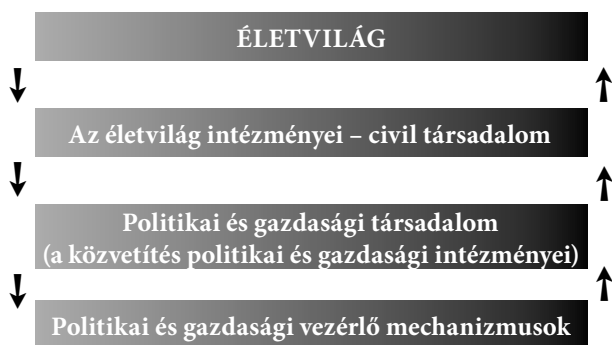 ÉLETVILÁG
Az életvilág intézményei – civil társadalom
Politikai és gazdasági társadalom
(a közvetítés politikai és gazdasági intézményei)
Politikai és gazdasági vezérlő mechanizmusok